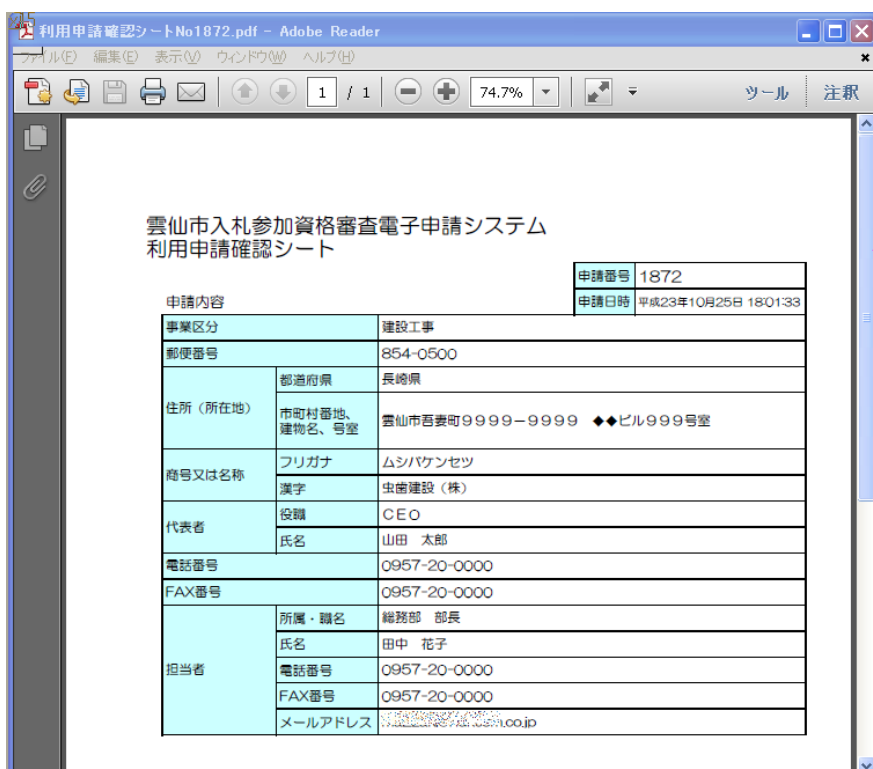 利用申請確認シートNo1872.pdf - Adobe Reader
ファイル(F) 編集(E) 表示(V) ウィンドウ(W) ヘルプ(H)
1 / 1 74.7% ツール 注釈
雲仙市入札参加資格審査電子申請システム
利用申請確認シート
申請番号 1872
申請内容 申請日時 平成23年10月25日 18:01:33
事業区分 建設工事
郵便番号 854-0500
住所（所在地） 都道府県 長崎県
市町村番地、
建物名、号室 雲仙市吾妻町９９９９－９９９９ ◆◆ビル９９９号室
商号又は名称 フリガナ ムシバケンセツ
漢字 虫歯建設（株）
代表者 役職 ＣＥＯ
氏名 山田 太郎
電話番号 0957-20-0000
FAX番号 0957-20-0000
担当者 所属・職名 総務部 部長
氏名 田中 花子
電話番号 0957-20-0000
FAX番号 0957-20-0000
メールアドレス .co.jp